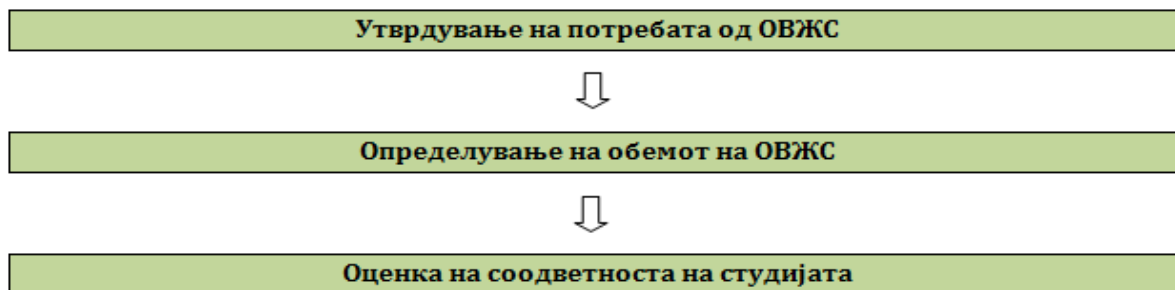 Утврдување на потребата од ОВЖС
Определување на обемот на ОВЖС
Оценка на соодветноста на студијата